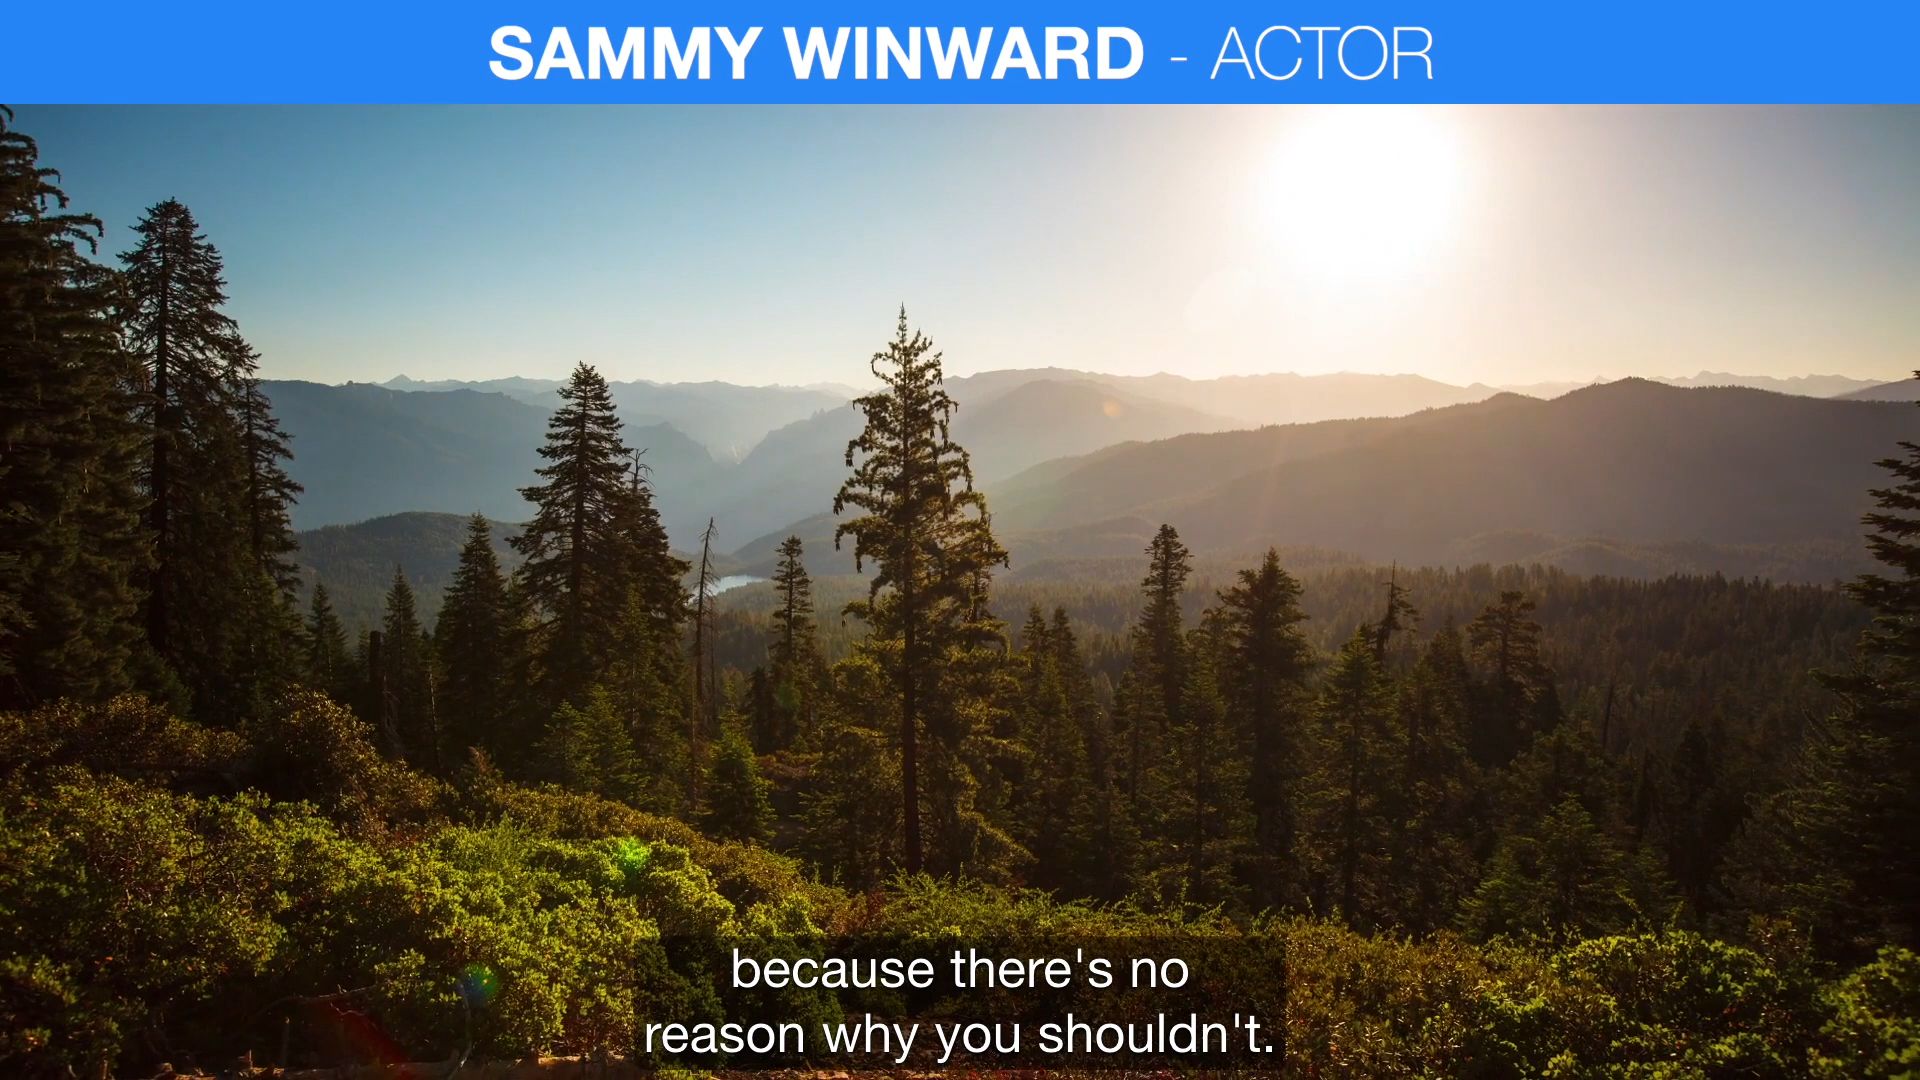 SAMMY WINWARD - ACTOR
because there's no
reason why you shouldn't.